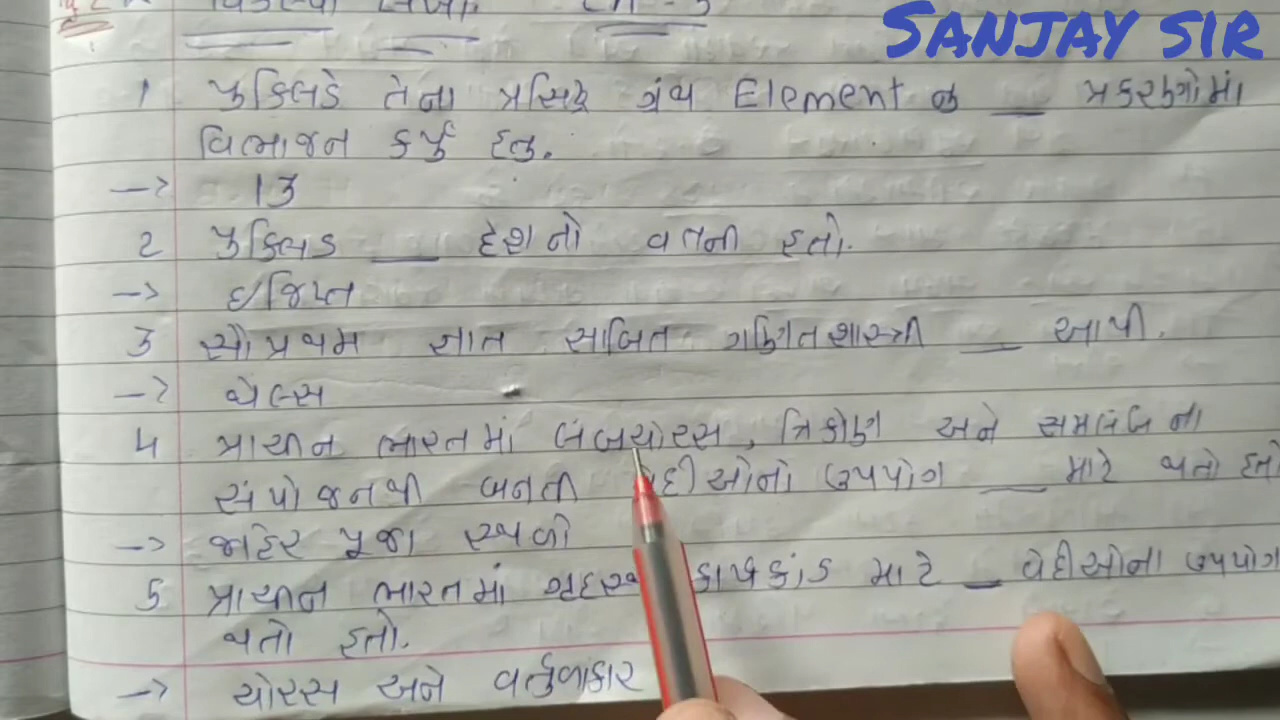 SANJAY SIR
1 યુક્લિડે તેના પ્રસિદ્ધ ગ્રંથ Element નુ __ પ્રકરણોમાં
વિભાજન કર્યુ હતુ.
→ 13
2 યુક્લિડ __ દેશનો વતની હતો.
→ ઇજિપ્ત
3 સૌપ્રથમ જ્ઞાત સાબિત ગણિતશાસ્ત્રી __ આપી.
→ થેલ્સ
4 પ્રાચીન ભારતમાં લંબચોરસ, ત્રિકોણ અને સમલંબ ના
સંયોજનથી બનતી વેદીઓનો ઉપયોગ __ માટે થતો હતો
→ જાહેર પૂજા સ્થળો
5 પ્રાચીન ભારતમાં ગૃહસ્થ માટે __ વેદીઓના ઉપયોગ
થતો હતો.
→ ચોરસ અને વર્તુળાકાર